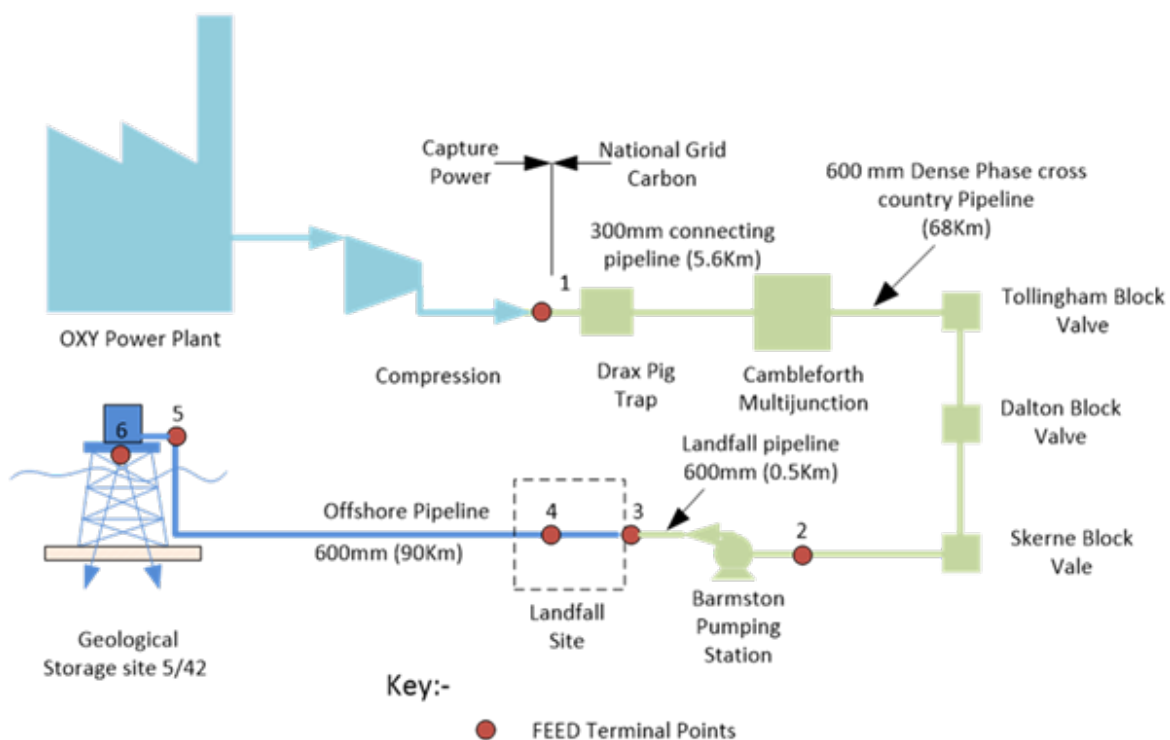 Capture
Power
National Grid
Carbon
600 mm Dense Phase cross
country Pipeline
(68Km)
300mm connecting
pipeline (5.6Km)
1
OXY Power Plant
Compression
Drax Pig
Trap
Cambleforth
Multijunction
Tollingham Block
Valve
Dalton Block
Valve
Skerne Block
Vale
Landfall pipeline
600mm (0.5Km)
2
Barmston
Pumping
Station
3
4
Landfall
Site
Offshore Pipeline
600mm (90Km)
5
6
Geological
Storage site 5/42
Key:-
FEED Terminal Points